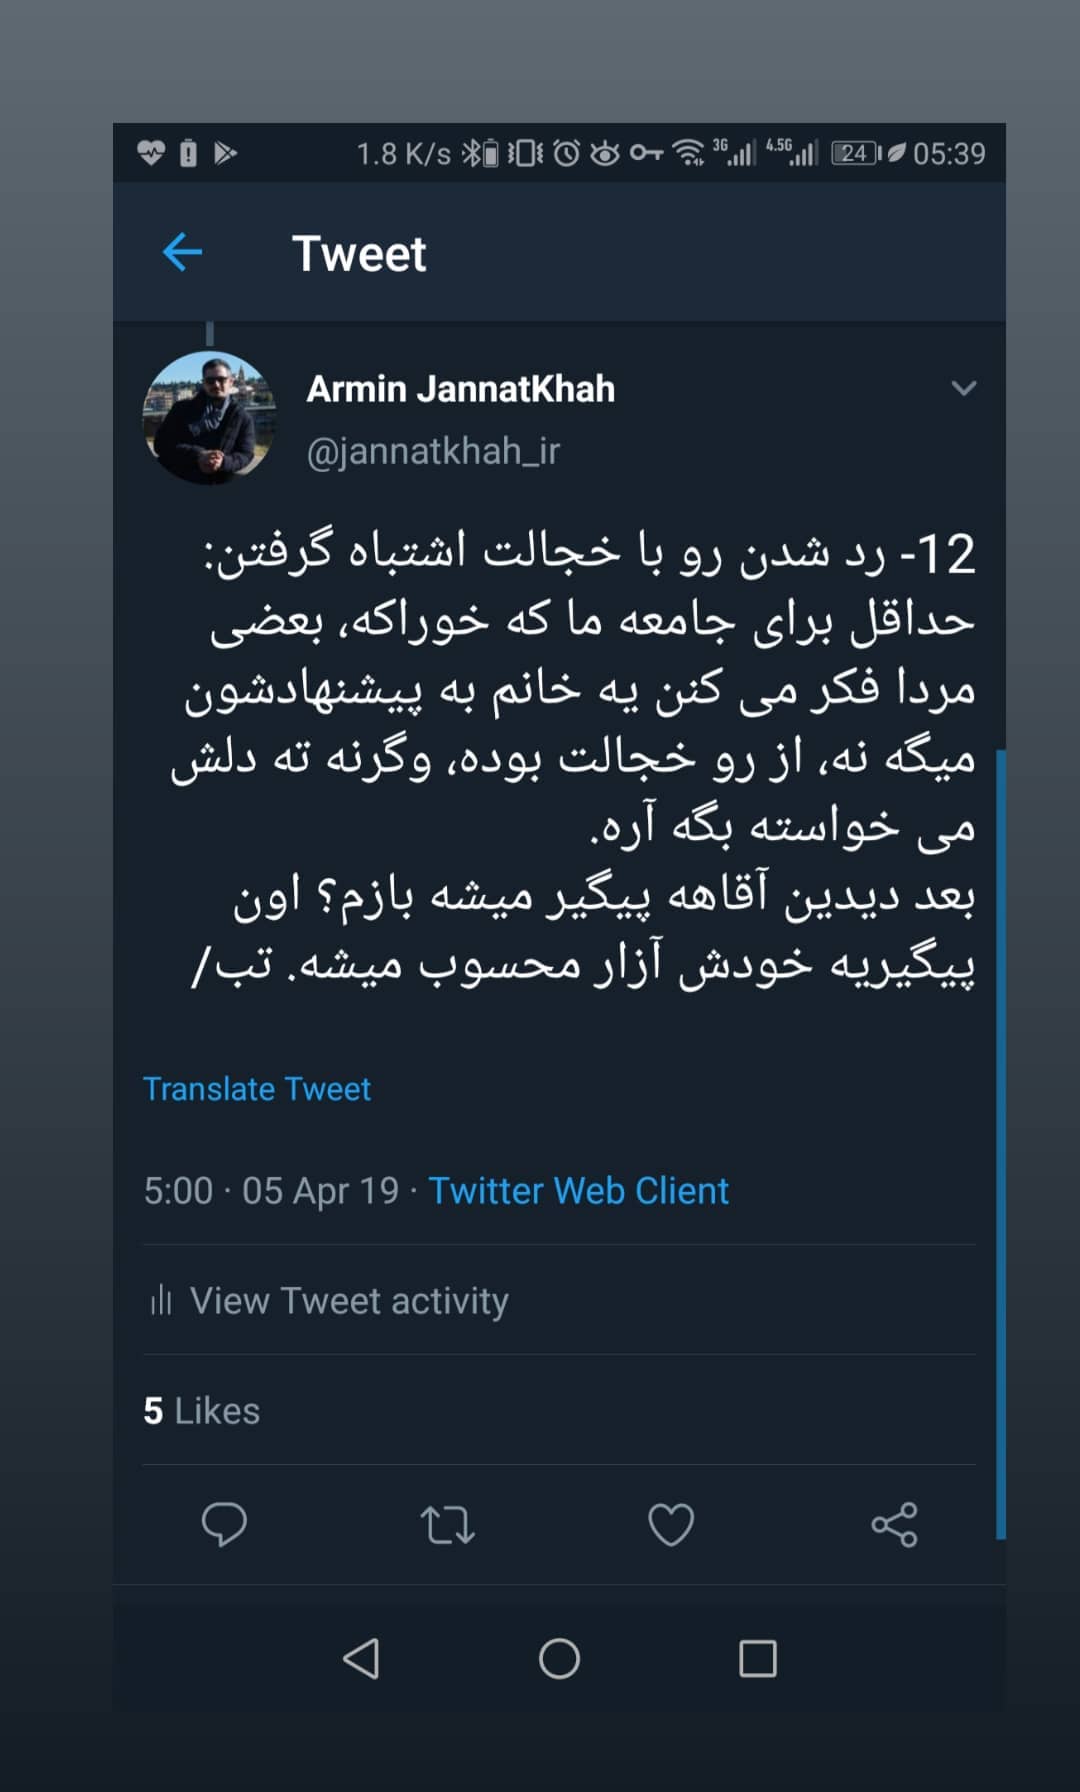 1.8 K/s 3G 4.5G 24 05:39
Tweet
Armin JannatKhah
@jannatkhah_ir
12- رد شدن رو با خجالت اشتباه گرفتن:
حداقل برای جامعه ما که خوراکه، بعضی
مردا فکر می کنن یه خانم به پیشنهادشون
میگه نه، از رو خجالت بوده، وگرنه ته دلش
می خواسته بگه آره.
بعد دیدین آقاهه پیگیر میشه بازم؟ اون
پیگیریه خودش آزار محسوب میشه. تب/
Translate Tweet
5:00 · 05 Apr 19 · Twitter Web Client
View Tweet activity
5 Likes